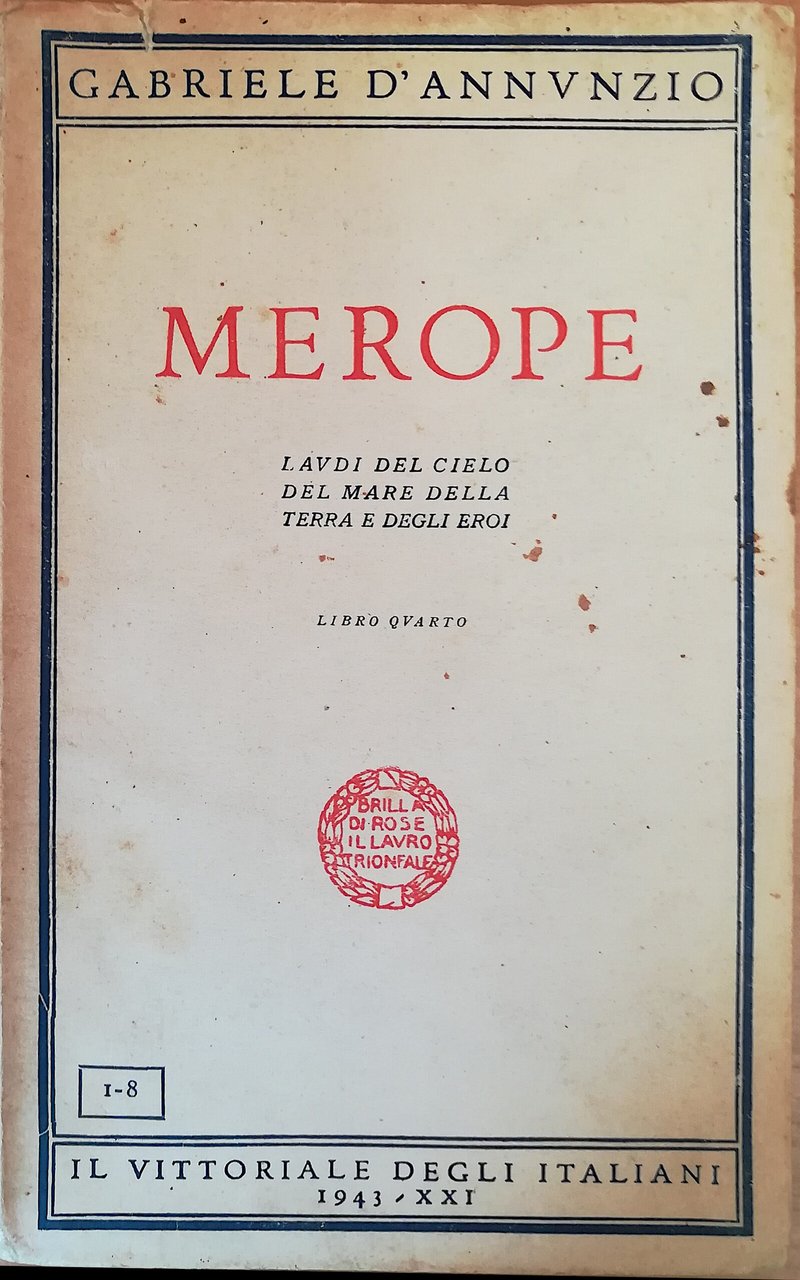 GABRIELE D'ANNVNZIO
MEROPE
LAVDI DEL CIELO
DEL MARE DELLA
TERRA E DEGLI EROI
LIBRO QVARTO
BRILLA
DI ROSE
IL LAVRO
TRIONFALE
I-8
IL VITTORIALE DEGLI ITALIANI
1943 - XXI